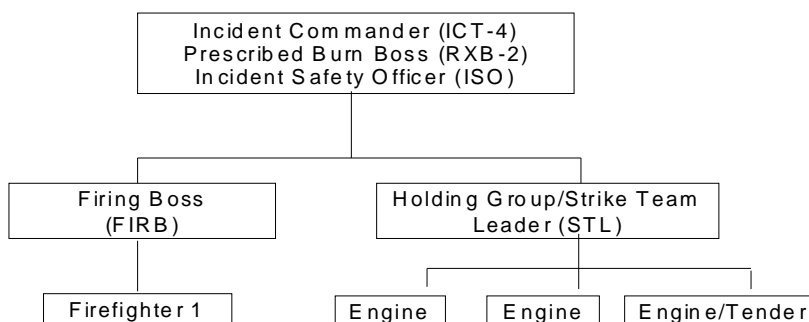 Incident Commander (ICT-4)
Prescribed Burn Boss (RXB-2)
Incident Safety Officer (ISO)
Firing Boss
(FIRB)
Holding Group/Strike Team
Leader (STL)
Firefighter 1
Engine
Engine
Engine/Tender